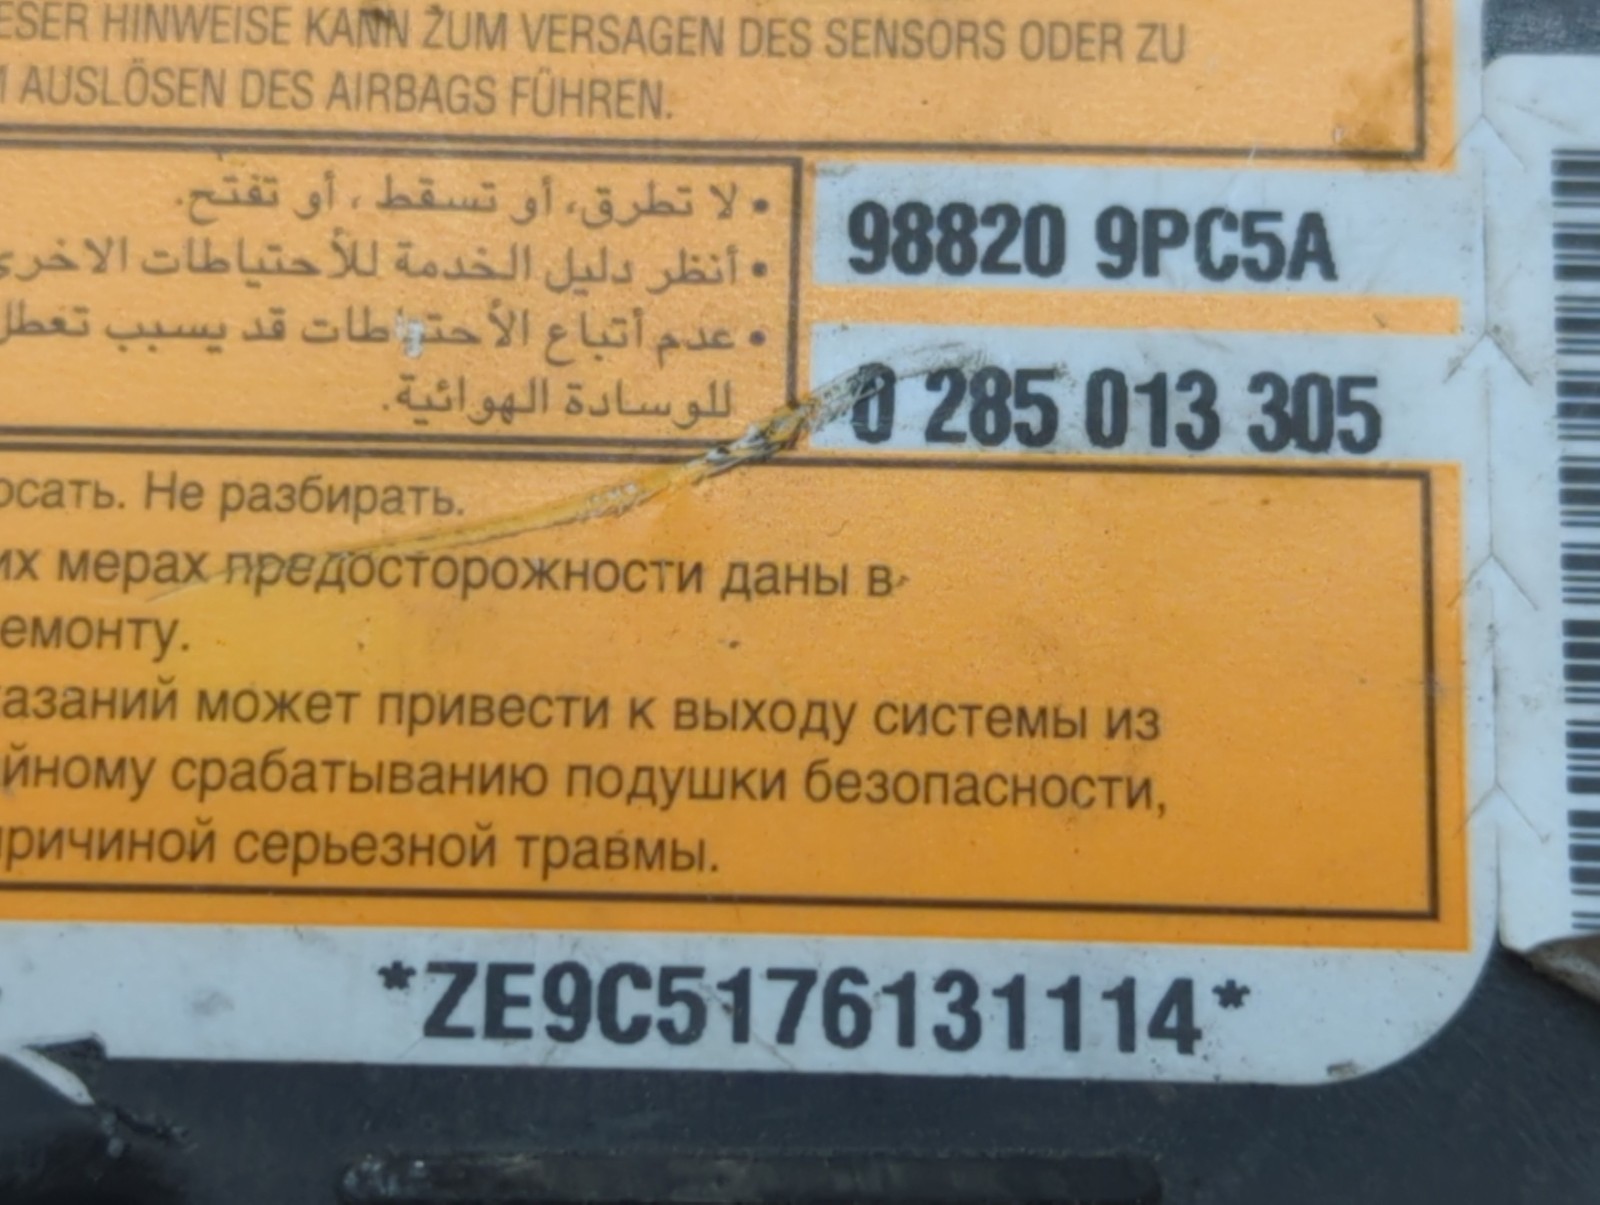 ESER HINWEISE KANN ZUM VERSAGEN DES SENSORS ODER ZU
AUSLÖSEN DES AIRBAGS FÜHREN.
• لا تطرق، أو تسقط ، أو تفتح.
• أنظر دليل الخدمة للأحتياطات الاخرى
• عدم أتباع الأحتياطات قد يسبب تعطل
للوسادة الهوائية.
98820 9PC5A
0 285 013 305
осать. Не разбирать.
их мерах предосторожности даны в
емонту.
азаний может привести к выходу системы из
йному срабатыванию подушки безопасности,
причиной серьезной травмы.
*ZE9C5176131114*